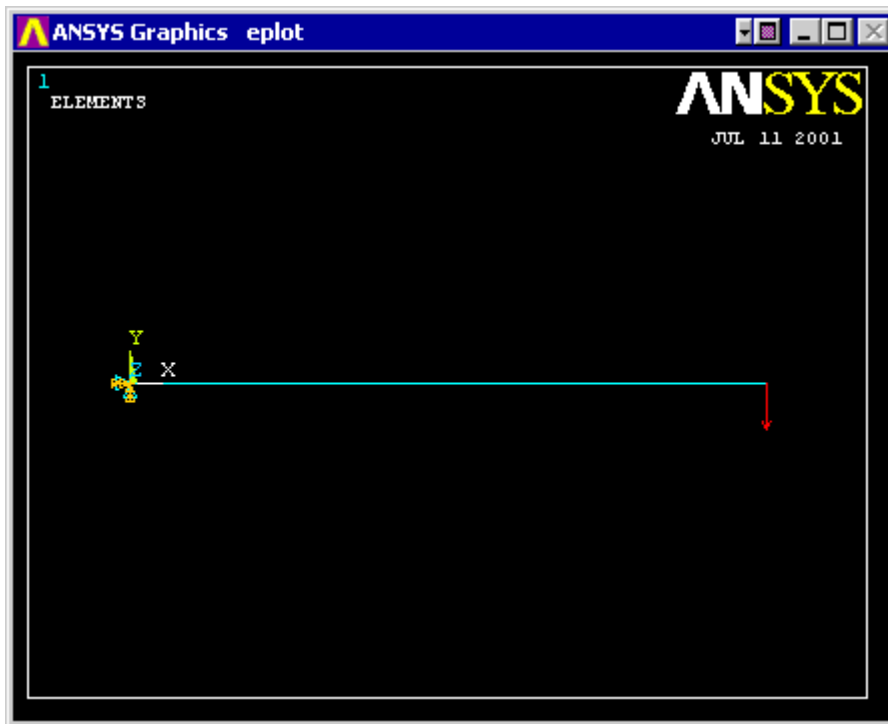 ANSYS Graphics eplot
1
ELEMENTS
ANSYS
JUL 11 2001
Y
Z
X